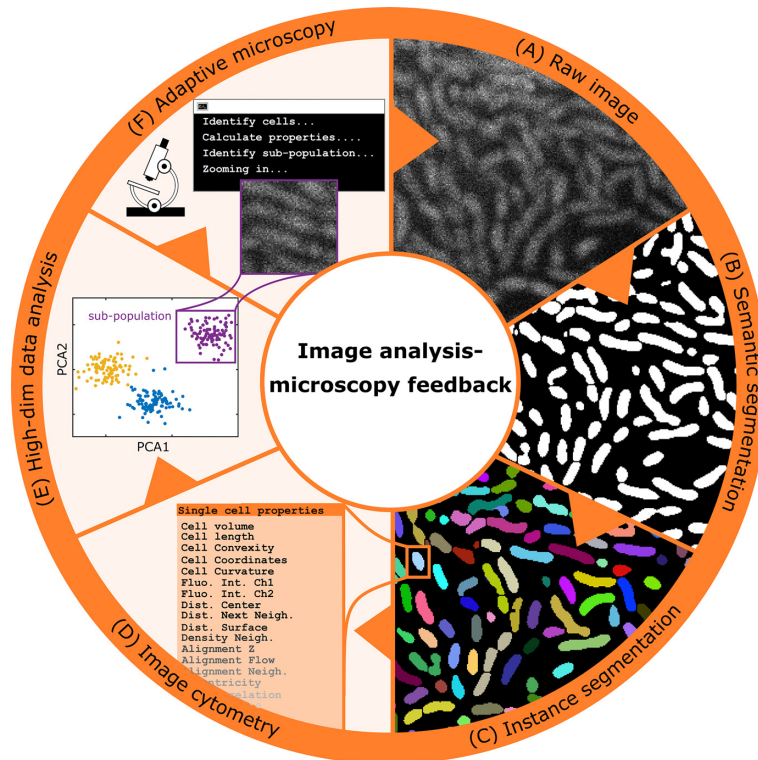 (A) Raw image
(B) Semantic segmentation
(C) Instance segmentation
(D) Image cytometry
(E) High-dim data analysis
(F) Adaptive microscopy
Image analysis-
microscopy feedback
Identify cells...
Calculate properties....
Identify sub-population...
Zooming in...
sub-population
PCA2
PCA1
Single cell properties
Cell volume
Cell length
Cell Convexity
Cell Coordinates
Cell Curvature
Fluo. Int. Ch1
Fluo. Int. Ch2
Dist. Center
Dist. Next Neigh.
Dist. Surface
Density Neigh.
Alignment Z
Alignment Flow
Alignment Neigh.